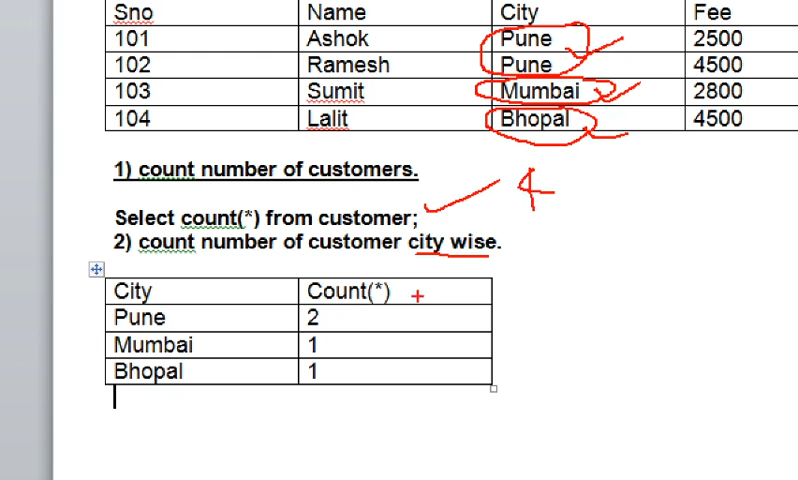 Sno Name City Fee
101 Ashok Pune 2500
102 Ramesh Pune 4500
103 Sumit Mumbai 2800
104 Lalit Bhopal 4500
1) count number of customers.
4
Select count(*) from customer;
2) count number of customer city wise.
City Count(*)
Pune 2
Mumbai 1
Bhopal 1